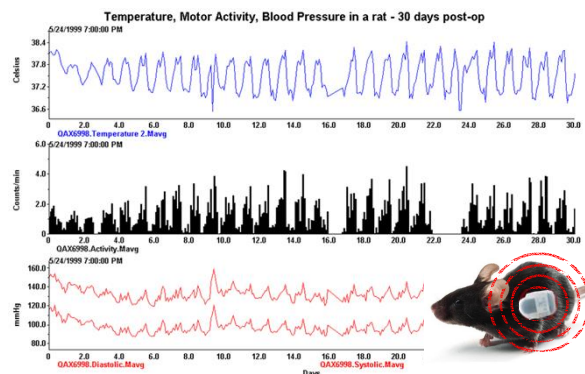 Temperature, Motor Activity, Blood Pressure in a rat - 30 days post-op
5/24/1999 7:00:00 PM
Celsius
38.4
37.8
37.2
36.6
0 2.0 4.0 6.0 8.0 10.0 12.0 14.0 16.0 18.0 20.0 22.0 24.0 26.0 28.0 30.0
QAX6998.Temperature 2.Mavg
5/24/1999 7:00:00 PM
Counts/min
6.0
4.0
2.0
0
0 2.0 4.0 6.0 8.0 10.0 12.0 14.0 16.0 18.0 20.0 22.0 24.0 26.0 28.0 30.0
QAX6998.Activity.Mavg
5/24/1999 7:00:00 PM
mmHg
160.0
140.0
120.0
100.0
80.0
0 2.0 4.0 6.0 8.0 10.0 12.0 14.0 16.0 18.0 20.0
QAX6998.Diastolic.Mavg QAX6998.Systolic.Mavg
Days